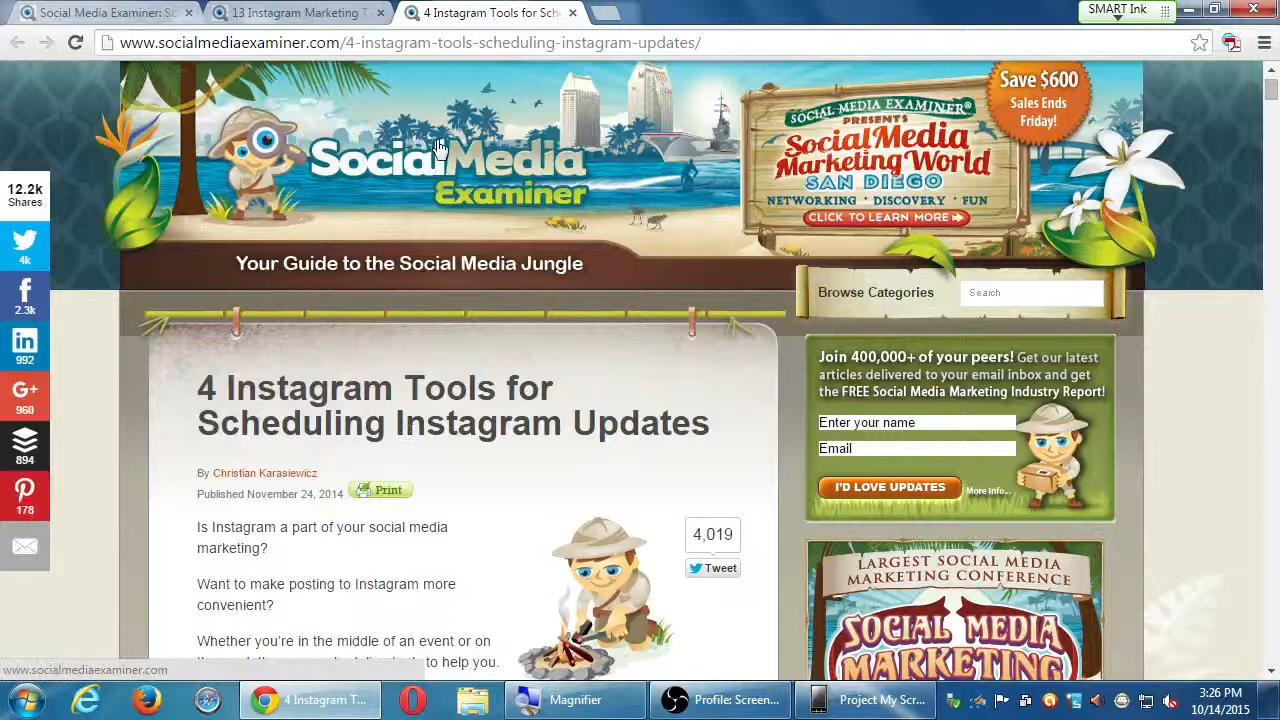 Social Media Examiner: S
13 Instagram Marketing T
4 Instagram Tools for Sch
SMART Ink
www.socialmediaexaminer.com/4-instagram-tools-scheduling-instagram-updates/
Save $600
Sales Ends
Friday!
SOCIAL MEDIA EXAMINER®
PRESENTS
Social Media
Marketing World
SAN DIEGO
NETWORKING · DISCOVERY · FUN
CLICK TO LEARN MORE
Social Media
Examiner
Your Guide to the Social Media Jungle
Browse Categories
Search
12.2k
Shares
4k
2.3k
992
960
894
178
4 Instagram Tools for
Scheduling Instagram Updates
By Christian Karasiewicz
Published November 24, 2014
Print
Is Instagram a part of your social media
marketing?
Want to make posting to Instagram more
convenient?
Whether you're in the middle of an event or on
to help you.
4,019
Tweet
Join 400,000+ of your peers! Get our latest
articles delivered to your email inbox and get
the FREE Social Media Marketing Industry Report!
Enter your name
Email
I'D LOVE UPDATES
More Info...
LARGEST SOCIAL MEDIA
MARKETING CONFERENCE
SOCIAL MEDIA
MARKETING
www.socialmediaexaminer.com
4 Instagram T...
Magnifier
Profile: Screen...
Project My Scr...
3:26 PM
10/14/2015